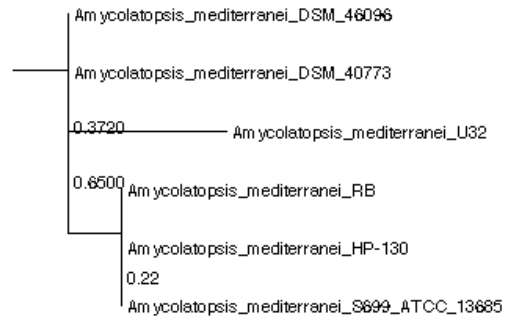 Amycolatopsis_mediterranei_DSM_46096
Amycolatopsis_mediterranei_DSM_40773
0.3720
Amycolatopsis_mediterranei_U32
0.6500
Amycolatopsis_mediterranei_RB
Amycolatopsis_mediterranei_HP-130
0.22
Amycolatopsis_mediterranei_S699_ATCC_13685